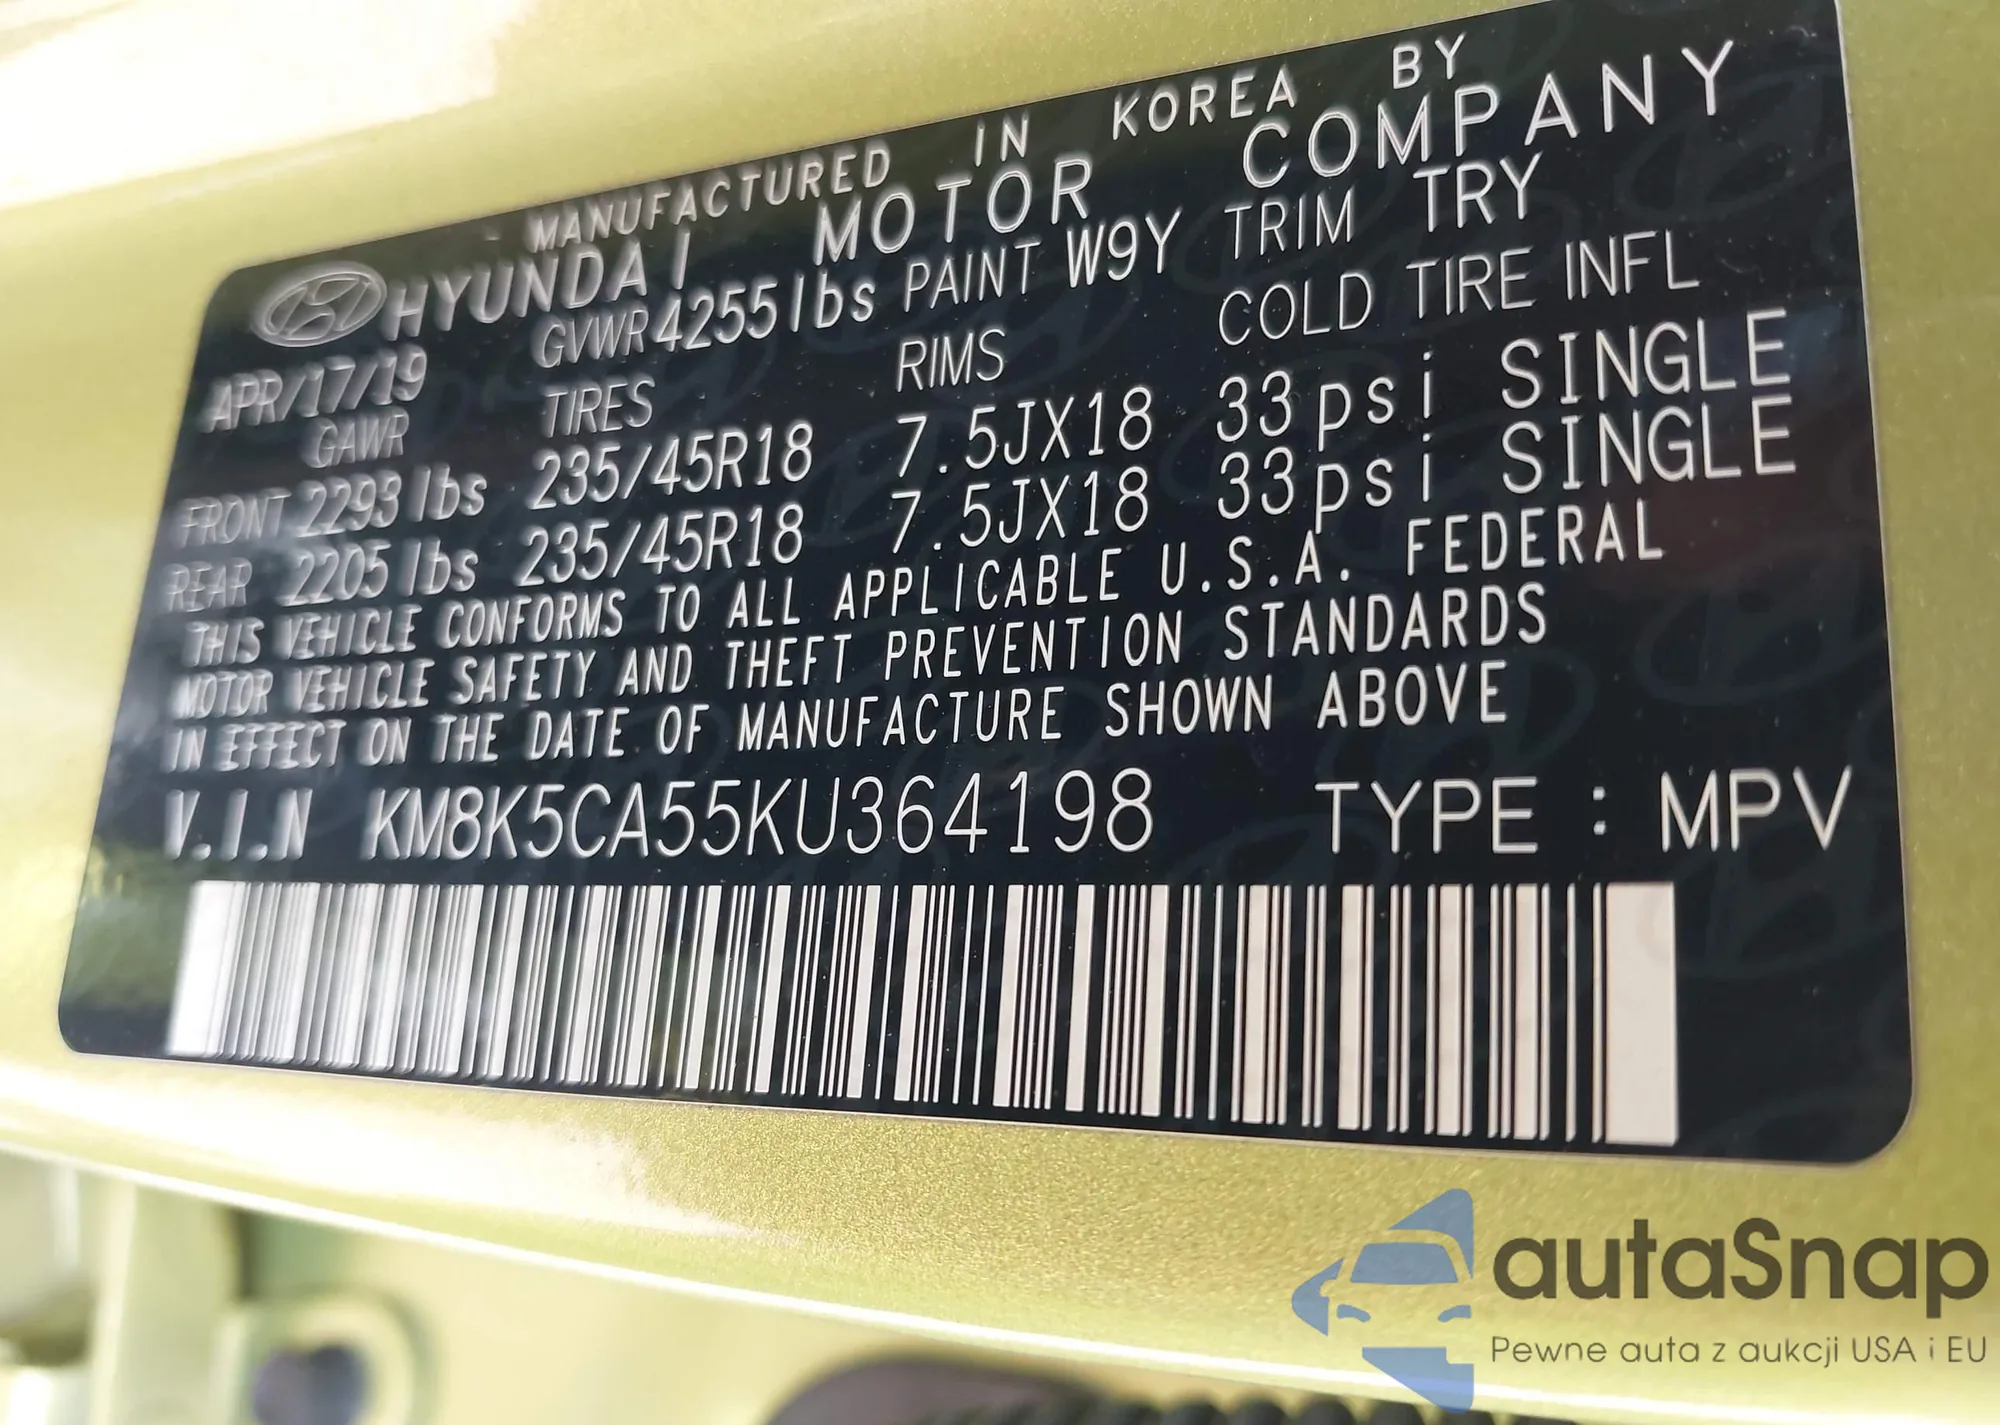 MANUFACTURED IN KOREA BY
HYUNDAI MOTOR COMPANY
APR/17/19 GVWR 4255lbs PAINT W9Y TRIM TRY
GAWR TIRES RIMS COLD TIRE INFL
FRONT 2293 lbs 235/45R18 7.5JX18 33psi SINGLE
REAR 2205 lbs 235/45R18 7.5JX18 33psi SINGLE
THIS VEHICLE CONFORMS TO ALL APPLICABLE U.S.A. FEDERAL
MOTOR VEHICLE SAFETY AND THEFT PREVENTION STANDARDS
IN EFFECT ON THE DATE OF MANUFACTURE SHOWN ABOVE
V.I.N KM8K5CA55KU364198 TYPE : MPV
autaSnap
Pewne auta z aukcji USA i EU